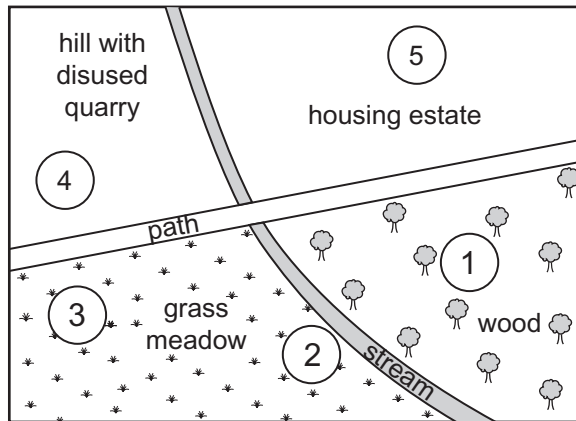 hill with
disused
quarry
5
housing estate
4
path
1
3
grass
meadow
wood
2
stream